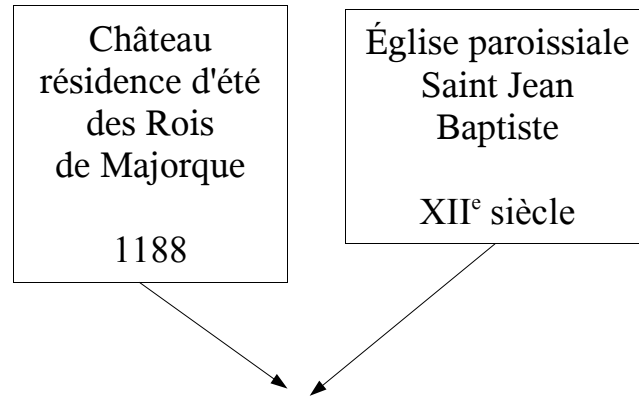 Château
résidence d'été
des Rois
de Majorque
1188
Église paroissiale
Saint Jean
Baptiste
XIIe siècle